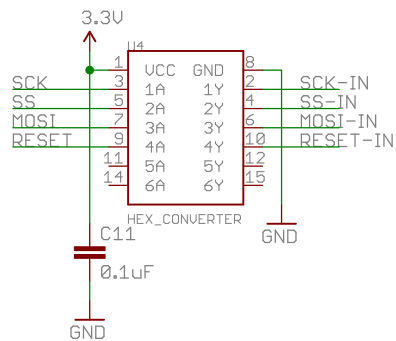 3.3V
U4
1 VCC GND 8
SCK 3 1A 1Y 2 SCK-IN
SS 5 2A 2Y 4 SS-IN
MOSI 7 3A 3Y 6 MOSI-IN
RESET 9 4A 4Y 10 RESET-IN
11 5A 5Y 12
14 6A 6Y 15
HEX_CONVERTER
GND
C11
0.1uF
GND